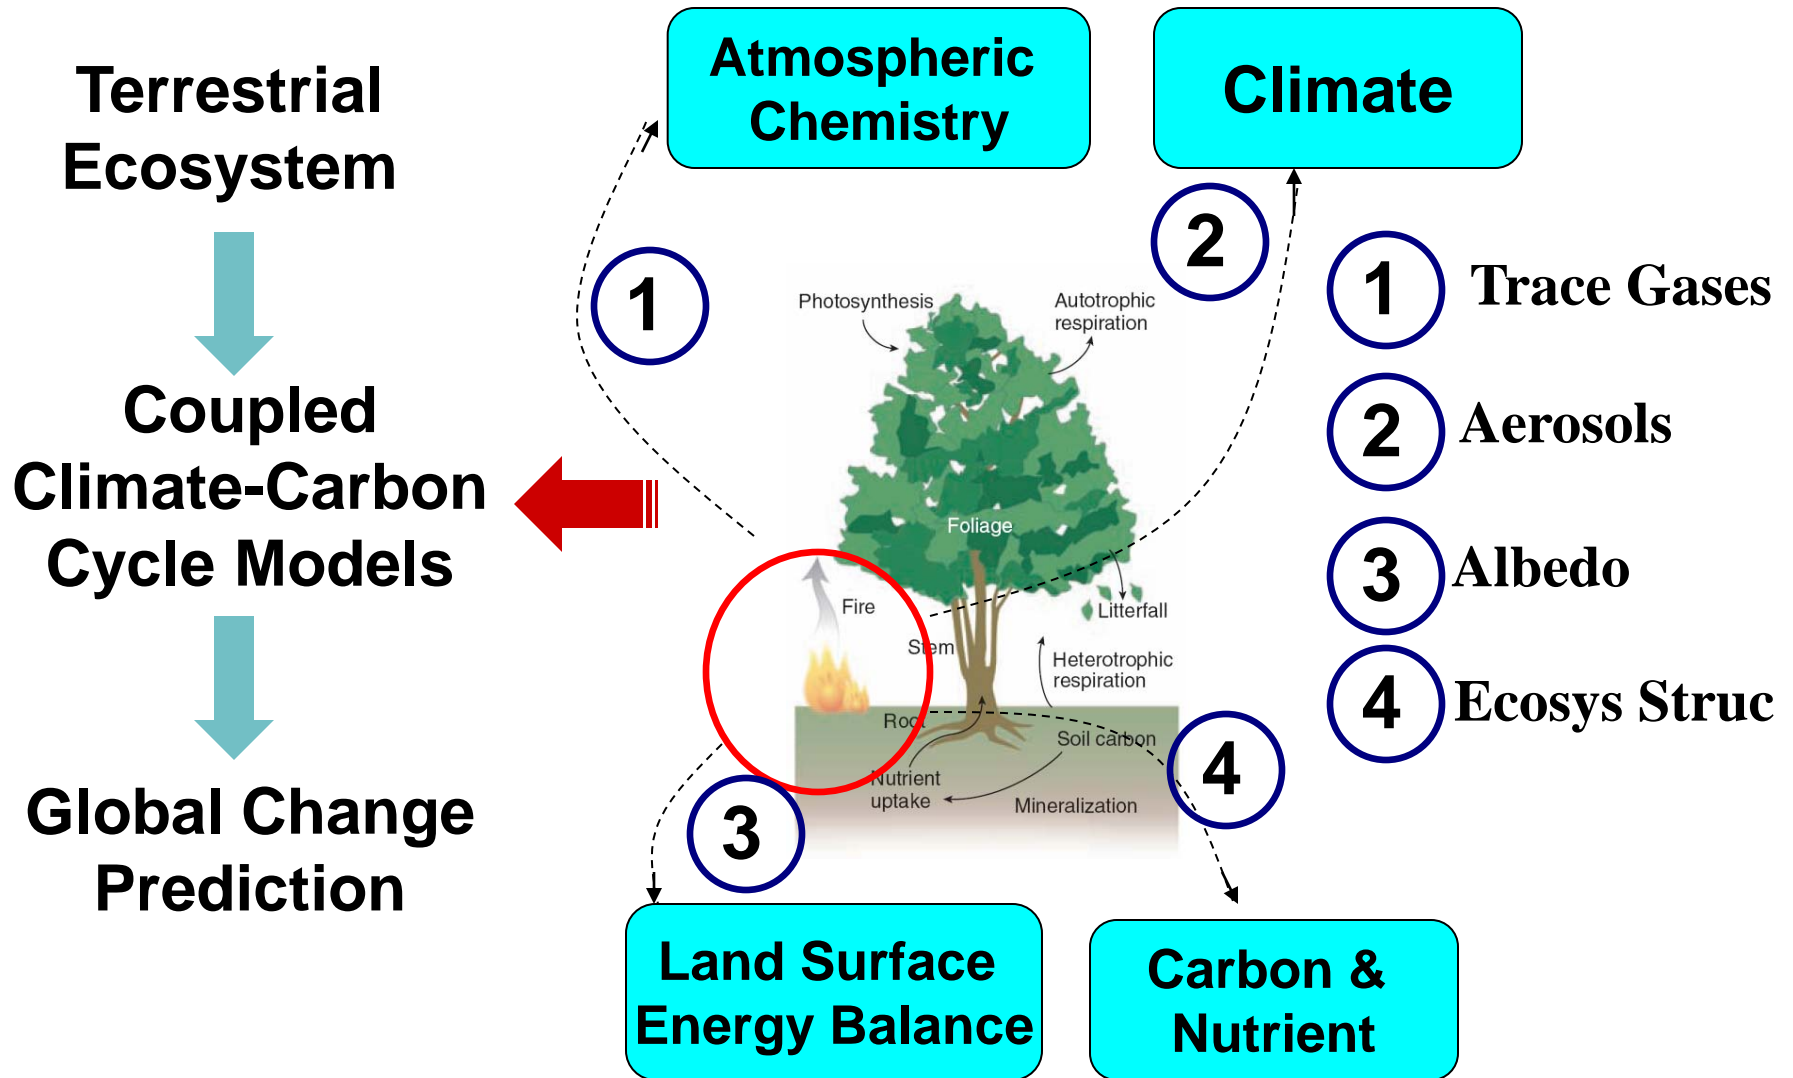 Terrestrial
Ecosystem
Coupled
Climate-Carbon
Cycle Models
Global Change
Prediction
Atmospheric
Chemistry
Climate
1
2
Photosynthesis
Autotrophic
respiration
Foliage
Fire
Stem
Litterfall
Heterotrophic
respiration
Root
Soil carbon
Nutrient
uptake
Mineralization
3
4
Land Surface
Energy Balance
Carbon &
Nutrient
1 Trace Gases
2 Aerosols
3 Albedo
4 Ecosys Struc